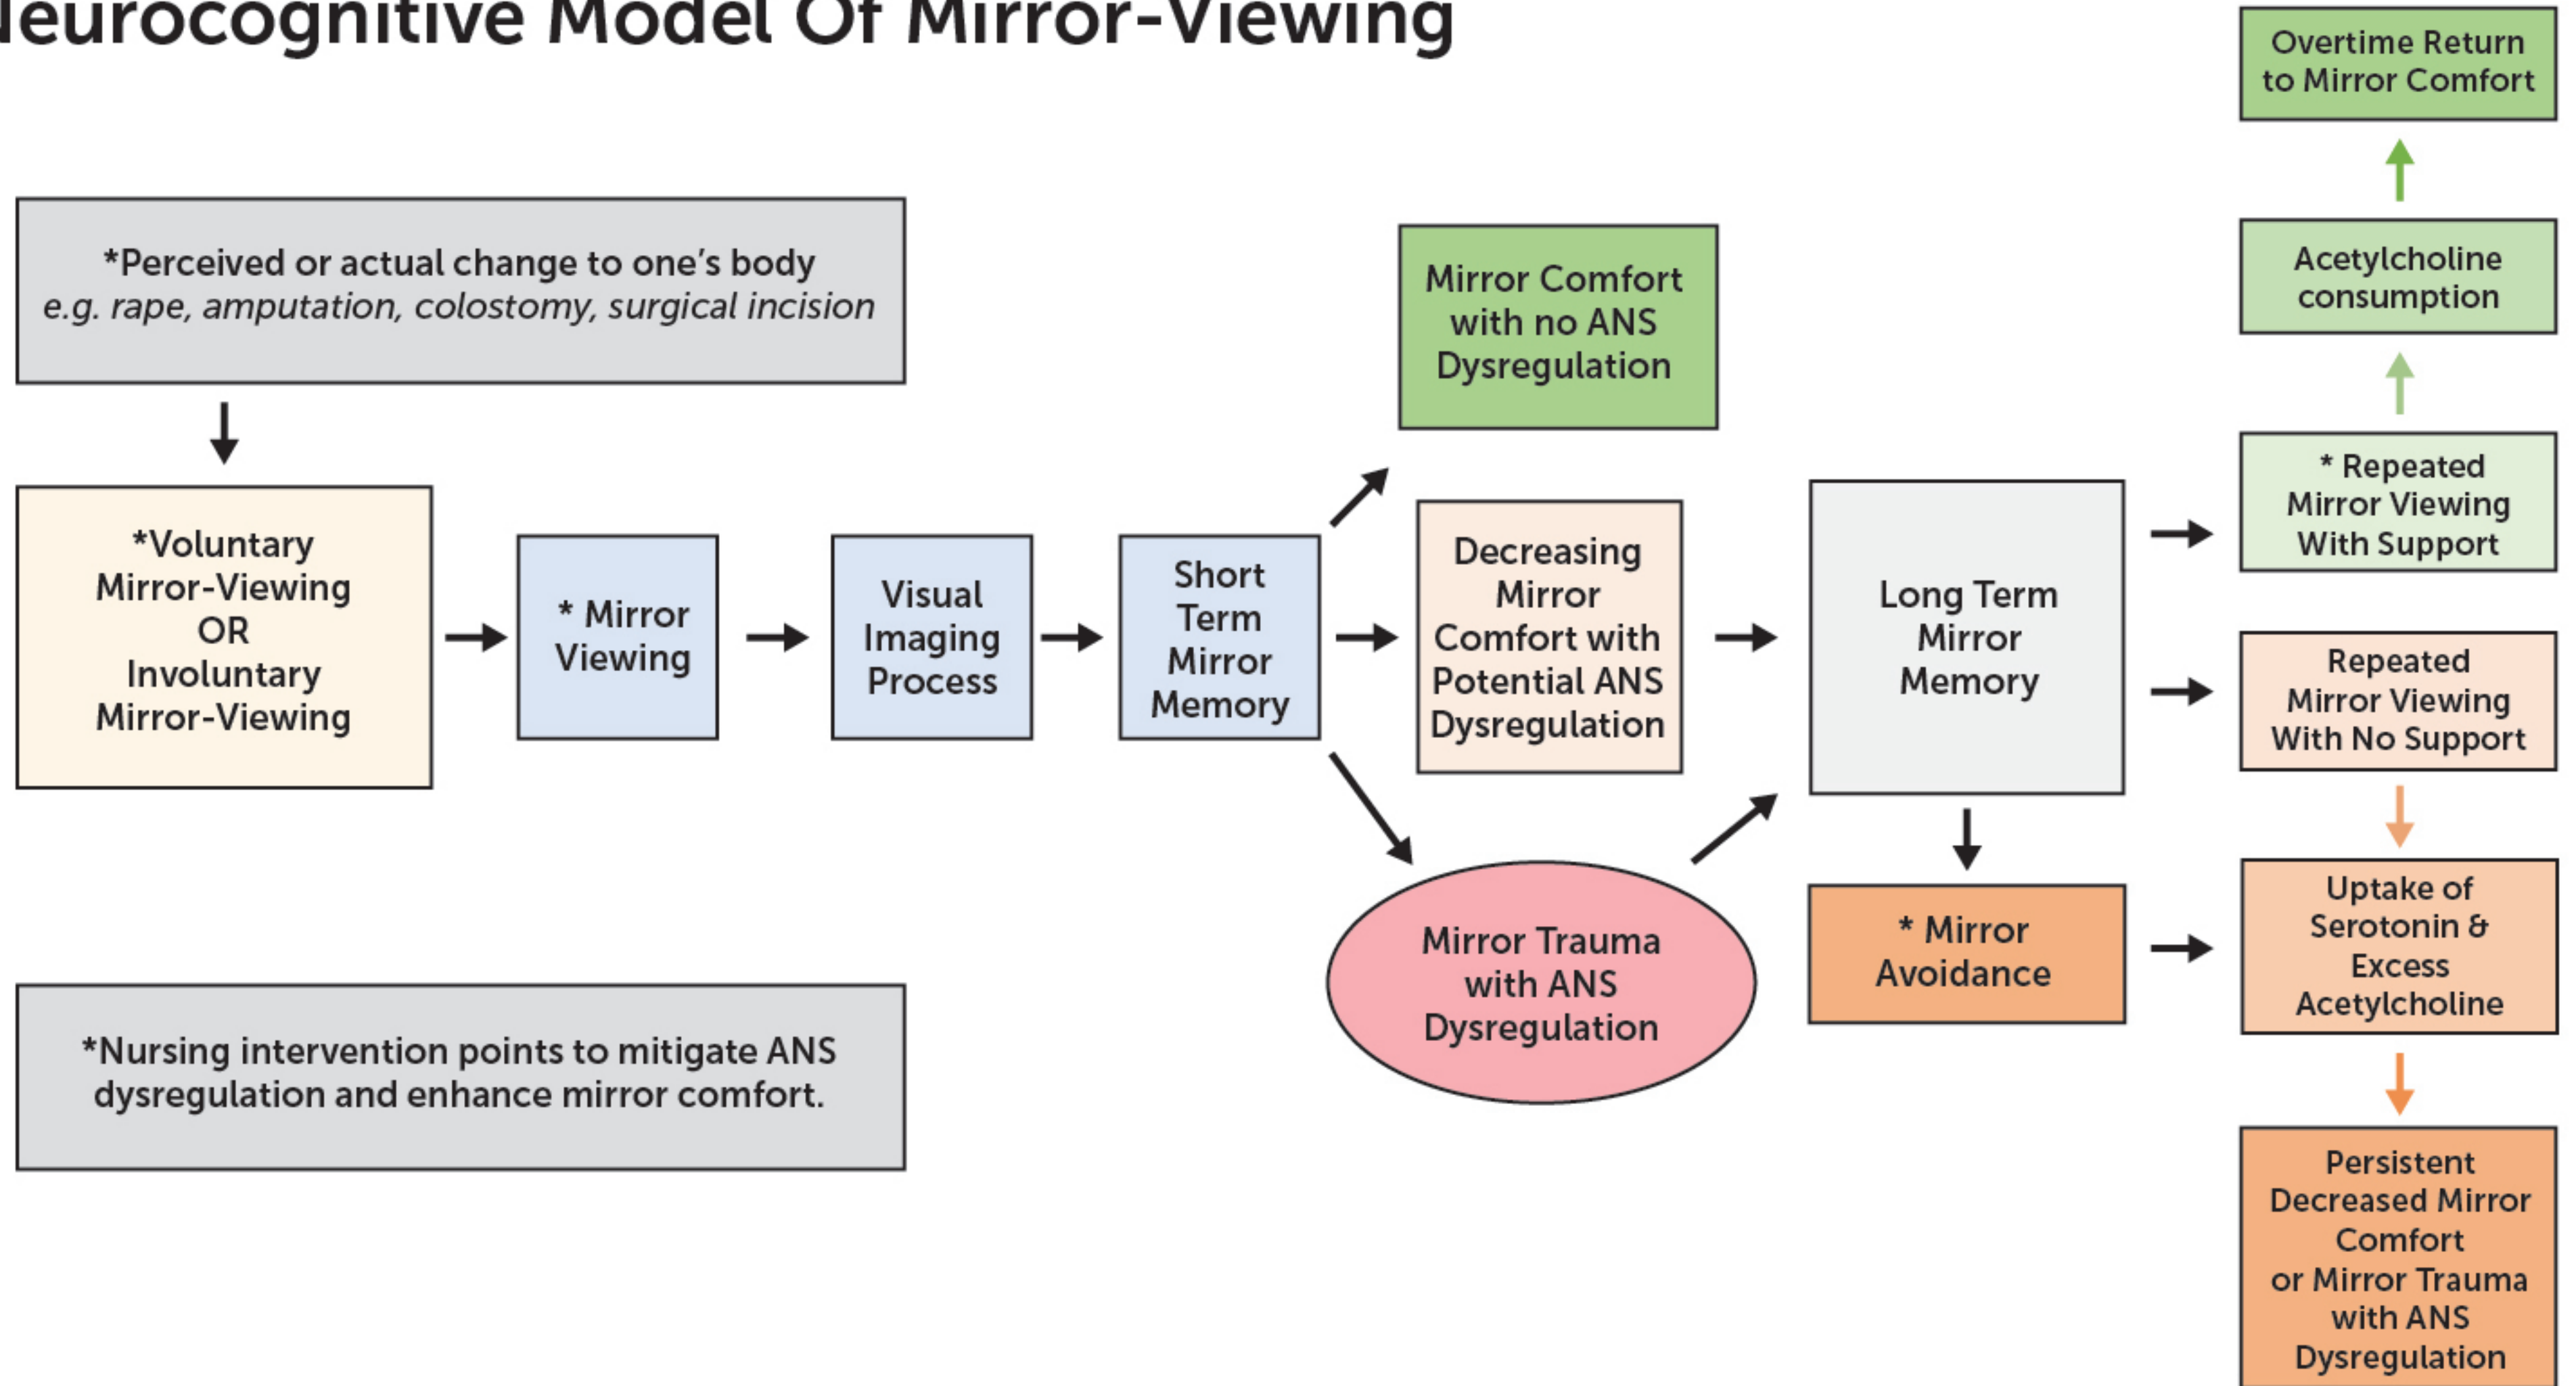 eurocognitive Model Of Mirror-Viewing
*Perceived or actual change to one's body
e.g. rape, amputation, colostomy, surgical incision
*Voluntary
Mirror-Viewing
OR
Involuntary
Mirror-Viewing
* Mirror
Viewing
Visual
Imaging
Process
Short
Term
Mirror
Memory
Mirror Comfort
with no ANS
Dysregulation
Decreasing
Mirror
Comfort with
Potential ANS
Dysregulation
Mirror Trauma
with ANS
Dysregulation
Long Term
Mirror
Memory
* Mirror
Avoidance
Overtime Return
to Mirror Comfort
Acetylcholine
consumption
* Repeated
Mirror Viewing
With Support
Repeated
Mirror Viewing
With No Support
Uptake of
Serotonin &
Excess
Acetylcholine
Persistent
Decreased Mirror
Comfort
or Mirror Trauma
with ANS
Dysregulation
*Nursing intervention points to mitigate ANS
dysregulation and enhance mirror comfort.